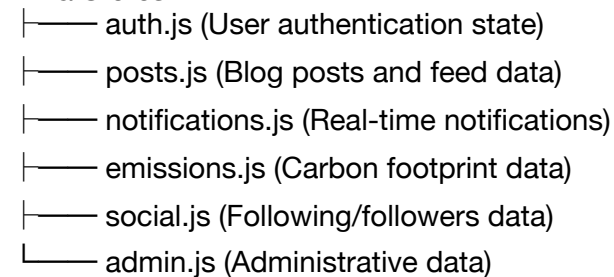 ├── auth.js (User authentication state)
├── posts.js (Blog posts and feed data)
├── notifications.js (Real-time notifications)
├── emissions.js (Carbon footprint data)
├── social.js (Following/followers data)
└── admin.js (Administrative data)